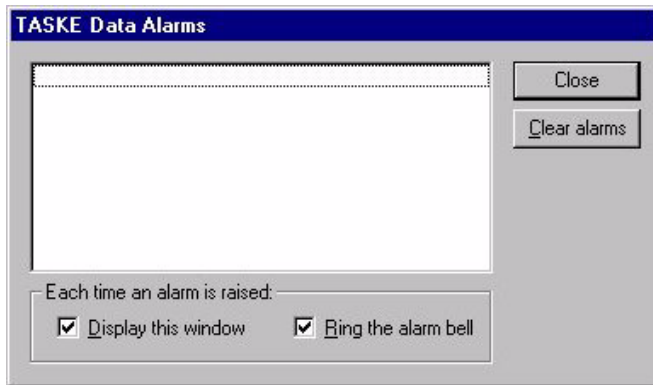 TASKE Data Alarms
Close
Clear alarms
Each time an alarm is raised:
Display this window
Ring the alarm bell